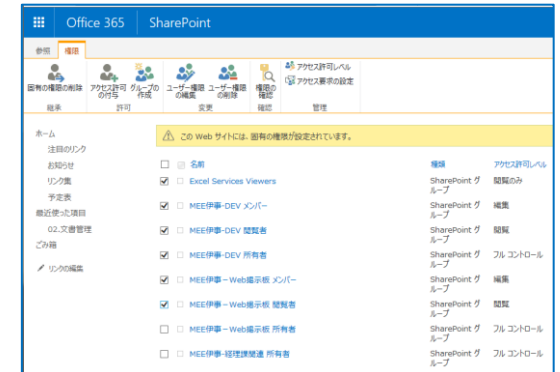 Office 365 SharePoint
参照 権限
固有の権限の削除 アクセス許可の付与 グループの作成 ユーザー権限の編集 ユーザー権限の削除 権限の確認 アクセス許可レベル
アクセス要求の設定
継承 許可 変更 確認 管理
ホーム
注目のリンク
お知らせ
リンク集
予定表
最近使った項目
02.文書管理
ごみ箱
リンクの編集
この Web サイトには、固有の権限が設定されています。
名前 種類 アクセス許可レベル
Excel Services Viewers SharePoint グループ 閲覧のみ
MEE伊事-DEV メンバー SharePoint グループ 編集
MEE伊事-DEV 閲覧者 SharePoint グループ 閲覧
MEE伊事-DEV 所有者 SharePoint グループ フル コントロール
MEE伊事－Web掲示板 メンバー SharePoint グループ 編集
MEE伊事－Web掲示板 閲覧者 SharePoint グループ 閲覧
MEE伊事－Web掲示板 所有者 SharePoint グループ フル コントロール
MEE伊事-経理課関連 所有者 SharePoint グループ フル コントロール